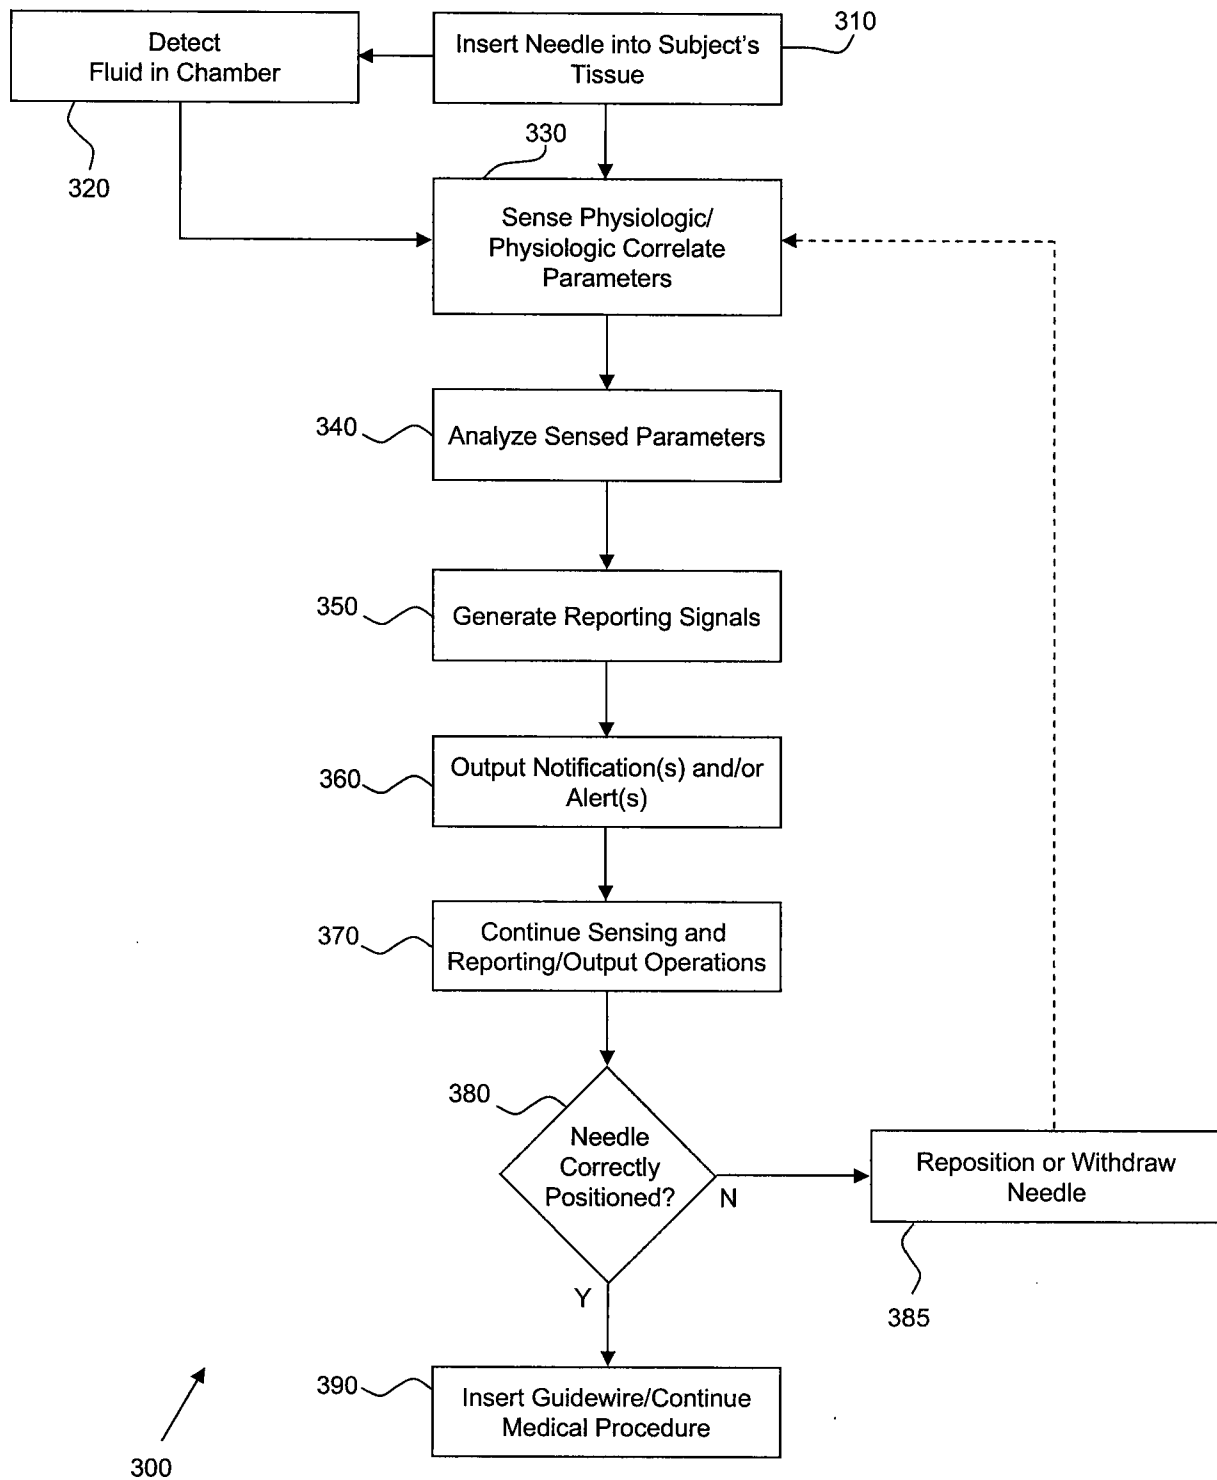 Detect
Fluid in Chamber
Insert Needle into Subject's
Tissue
310
320
330
Sense Physiologic/
Physiologic Correlate
Parameters
340
Analyze Sensed Parameters
350
Generate Reporting Signals
360
Output Notification(s) and/or
Alert(s)
370
Continue Sensing and
Reporting/Output Operations
380
Needle
Correctly
Positioned?
N
Y
Reposition or Withdraw
Needle
385
390
Insert Guidewire/Continue
Medical Procedure
300